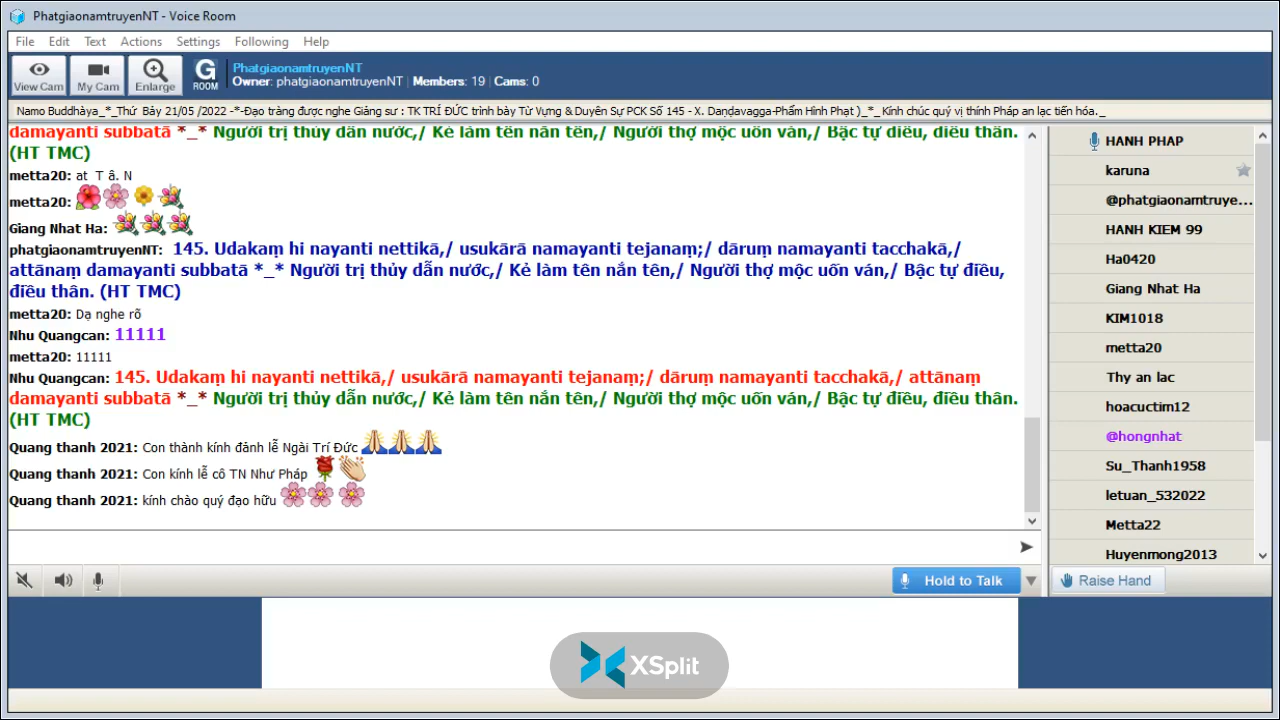 PhatgiaonamtruyenNT - Voice Room
File Edit Text Actions Settings Following Help
View Cam My Cam Enlarge G ROOM PhatgiaonamtruyenNT
Owner: phatgiaonamtruyenNT | Members: 19 | Cams: 0
Namo Buddhàya_*_Thứ Bảy 21/05 /2022 -*-Đạo tràng được nghe Giảng sư : TK TRÍ ĐỨC trình bày Từ Vựng & Duyên Sự PCK Số 145 - X. Daṇḍavagga-Phẩm Hình Phạt )_*_Kính chúc quý vị thính Pháp an lạc tiến hóa._
damayanti subbatā *_* Người trị thủy dẫn nước,/ Kẻ làm tên nắn tên,/ Người thợ mộc uốn ván,/ Bậc tự điều, điều thân.
(HT TMC)
metta20: at T â. N
metta20:
Giang Nhat Ha:
phatgiaonamtruyenNT: 145. Udakaṃ hi nayanti nettikā,/ usukārā namayanti tejanaṃ;/ dāruṃ namayanti tacchakā,/
attānaṃ damayanti subbatā *_* Người trị thủy dẫn nước,/ Kẻ làm tên nắn tên,/ Người thợ mộc uốn ván,/ Bậc tự điều,
điều thân. (HT TMC)
metta20: Dạ nghe rõ
Nhu Quangcan: 11111
metta20: 11111
Nhu Quangcan: 145. Udakaṃ hi nayanti nettikā,/ usukārā namayanti tejanaṃ;/ dāruṃ namayanti tacchakā,/ attānaṃ
damayanti subbatā *_* Người trị thủy dẫn nước,/ Kẻ làm tên nắn tên,/ Người thợ mộc uốn ván,/ Bậc tự điều, điều thân.
(HT TMC)
Quang thanh 2021: Con thành kính đảnh lễ Ngài Trí Đức
Quang thanh 2021: Con kính lễ cô TN Như Pháp
Quang thanh 2021: kính chào quý đạo hữu
HANH PHAP
karuna
@phatgiaonamtruye...
HANH KIEM 99
Ha0420
Giang Nhat Ha
KIM1018
metta20
Thy an lac
hoacuctim12
@hongnhat
Su_Thanh1958
letuan_532022
Metta22
Huyenmong2013
Hold to Talk
Raise Hand
XSplit